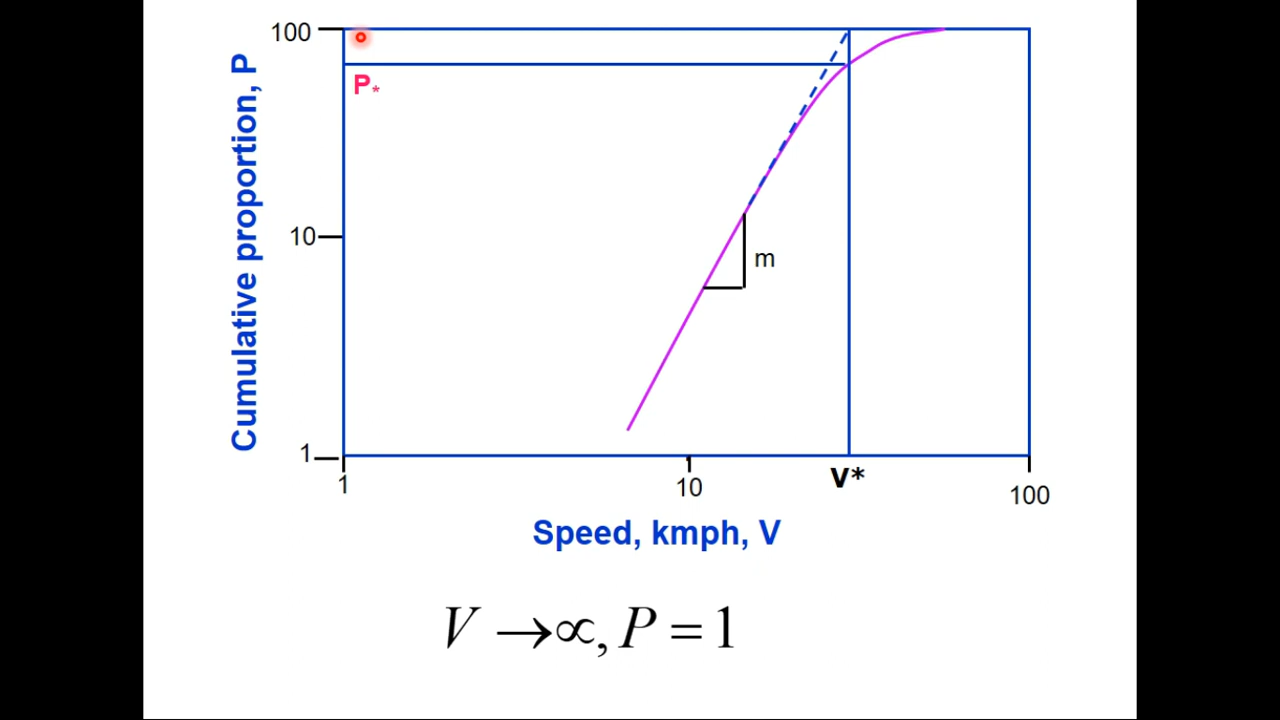 100
P*
Cumulative proportion, P
10
m
1
1
10
V*
100
Speed, kmph, V
V →∝, P = 1